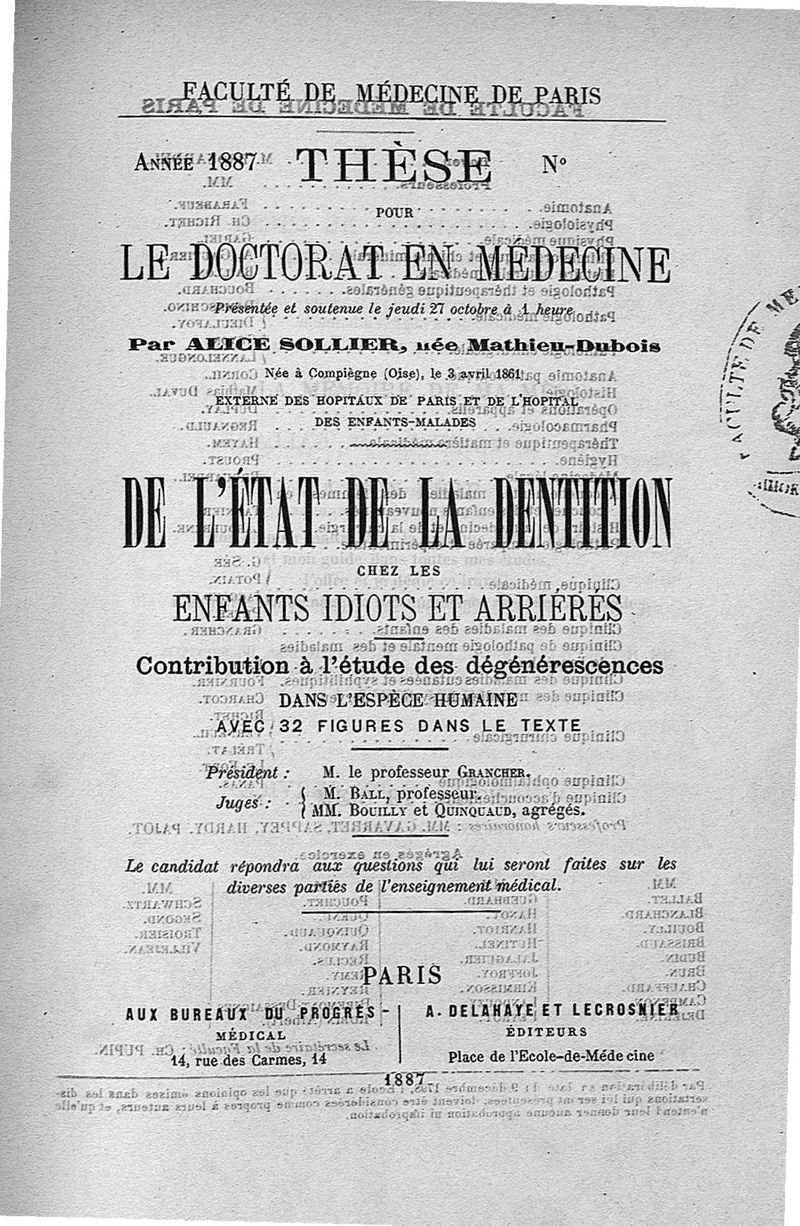 FACULTÉ DE MÉDECINE DE PARIS
ANNÉE 1887 THÈSE N°
POUR
LE DOCTORAT EN MÉDECINE
Présentée et soutenue le jeudi 27 octobre à 1 heure
Par ALICE SOLLIER, née Mathieu-Dubois
Née à Compiègne (Oise), le 3 avril 1861
EXTERNE DES HOPITAUX DE PARIS ET DE L'HOPITAL
DES ENFANTS-MALADES
DE L'ÉTAT DE LA DENTITION
CHEZ LES
ENFANTS IDIOTS ET ARRIÉRÉS
Contribution à l'étude des dégénérescences
DANS L'ESPÈCE HUMAINE
AVEC 32 FIGURES DANS LE TEXTE
Président : M. le professeur GRANCHER.
Juges : { M. BALL, professeur.
MM. BOUILLY et QUINQUAUD, agrégés.
Le candidat répondra aux questions qui lui seront faites sur les
diverses parties de l'enseignement médical.
PARIS
AUX BUREAUX DU PROGRÈS-
MÉDICAL
14, rue des Carmes, 14
A. DELAHAYE ET LECROSNIER
ÉDITEURS
Place de l'Ecole-de-Méde cine
1887
FACULTÉ DE MÉ